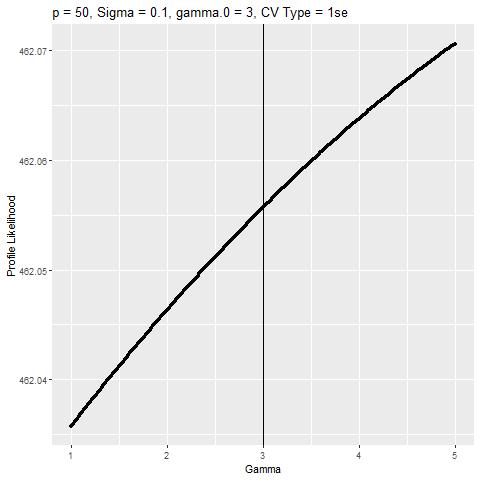 p = 50, Sigma = 0.1, gamma.0 = 3, CV Type = 1se
462.07
462.06
462.05
462.04
Profile Likelihood
1 2 3 4 5
Gamma